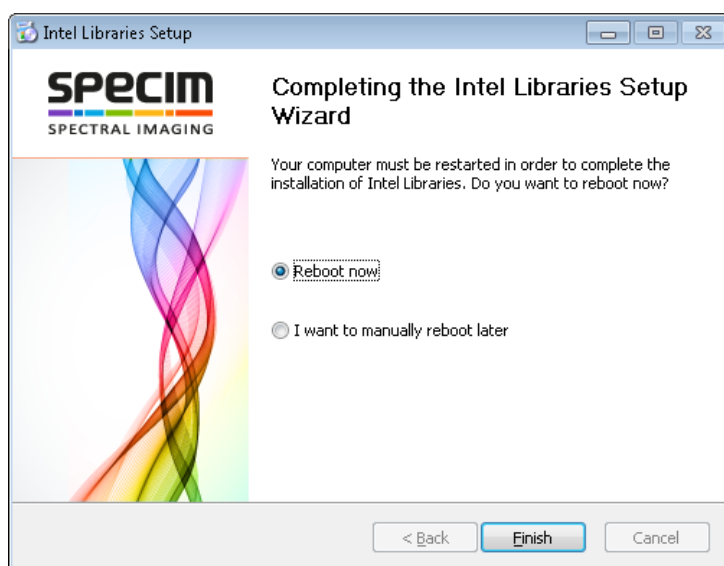 Intel Libraries Setup
SPECIM
SPECTRAL IMAGING
Completing the Intel Libraries Setup
Wizard
Your computer must be restarted in order to complete the
installation of Intel Libraries. Do you want to reboot now?
Reboot now
I want to manually reboot later
< Back
Finish
Cancel